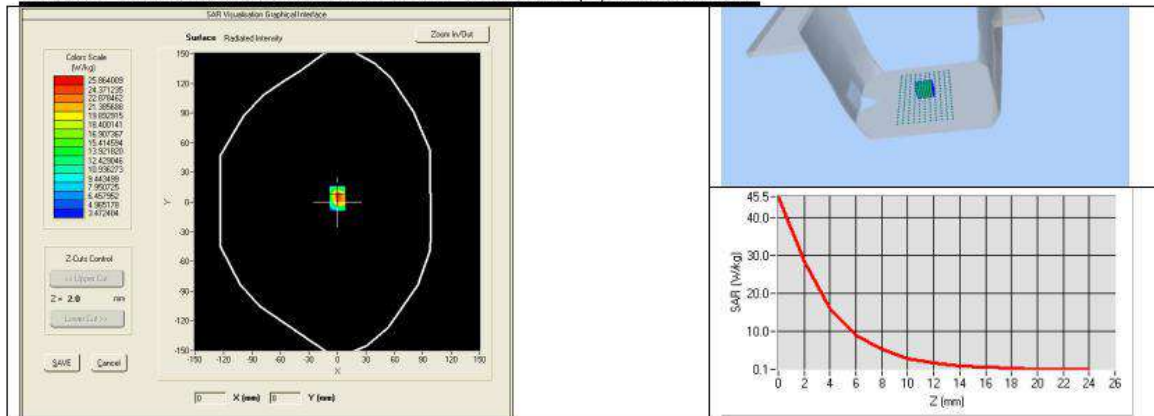 SAR Visualisation Graphical Interface
Surface Radiated Intensity
Zoom In/Out
Colors Scale
(W/kg)
25.864009
24.371235
22.878462
21.385688
19.892915
18.400141
16.907367
15.414594
13.921820
12.429046
10.936273
9.443499
7.950725
6.457952
4.965178
3.472404
150
120
90
60
30
0
-30
-60
-90
-120
-150
Y
-150 -120 -90 -60 -30 0 30 60 90 120 150
X
Z-Cuts Control
<< Upper Cut
Z = 2.0 mm
Lower Cut >>
SAVE Cancel
0 X (mm) 0 Y (mm)
45.5
40.0
30.0
20.0
10.0
0.1
SAR (W/kg)
0 2 4 6 8 10 12 14 16 18 20 22 24 26
Z (mm)